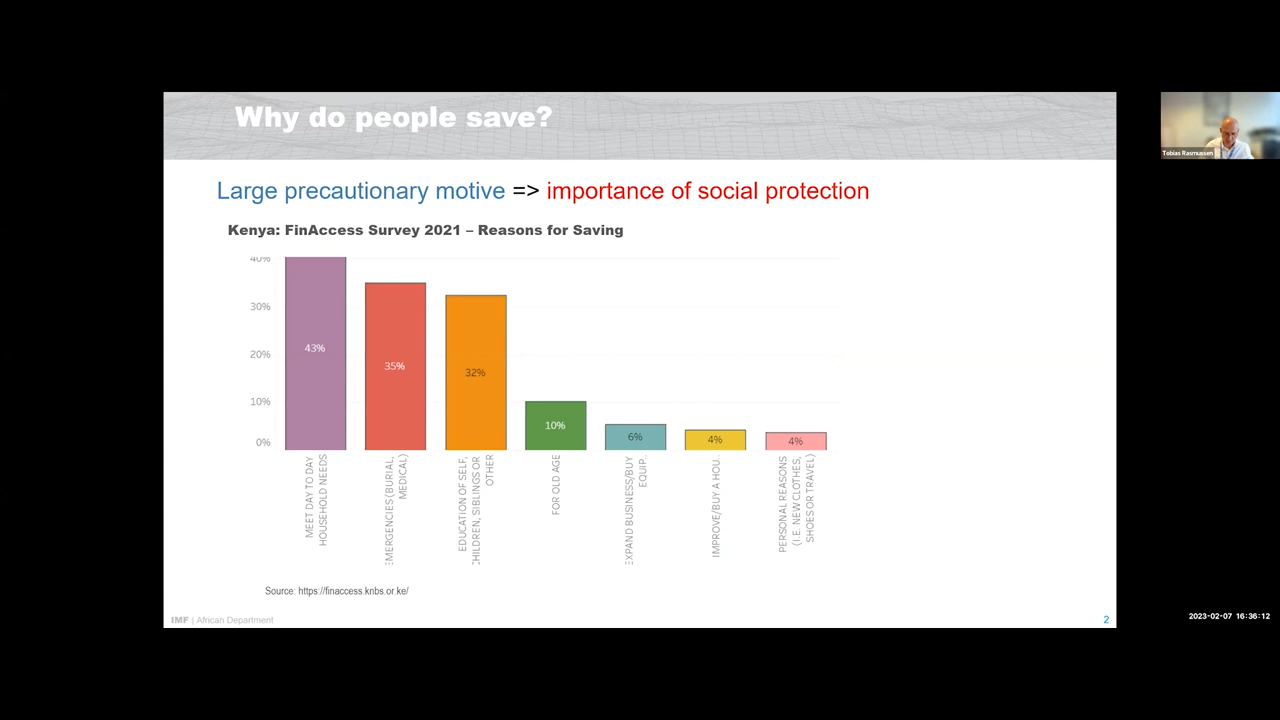 Why do people save?
Large precautionary motive => importance of social protection
Kenya: FinAccess Survey 2021 – Reasons for Saving
40%
30%
20%
10%
0%
43%
35%
32%
10%
6%
4%
4%
MEET DAY TO DAY
HOUSEHOLD NEEDS
EMERGENCIES (BURIAL,
MEDICAL)
EDUCATION OF SELF,
CHILDREN, SIBLINGS OR
OTHER
FOR OLD AGE
EXPAND BUSINESS/BUY
EQUIP..
IMPROVE/BUY A HOU..
PERSONAL REASONS
(I.E. NEW CLOTHES,
SHOES OR TRAVEL)
Source: https://finaccess.knbs.or.ke/
IMF | African Department
2
Tobias Rasmussen
2023-02-07 16:36:12